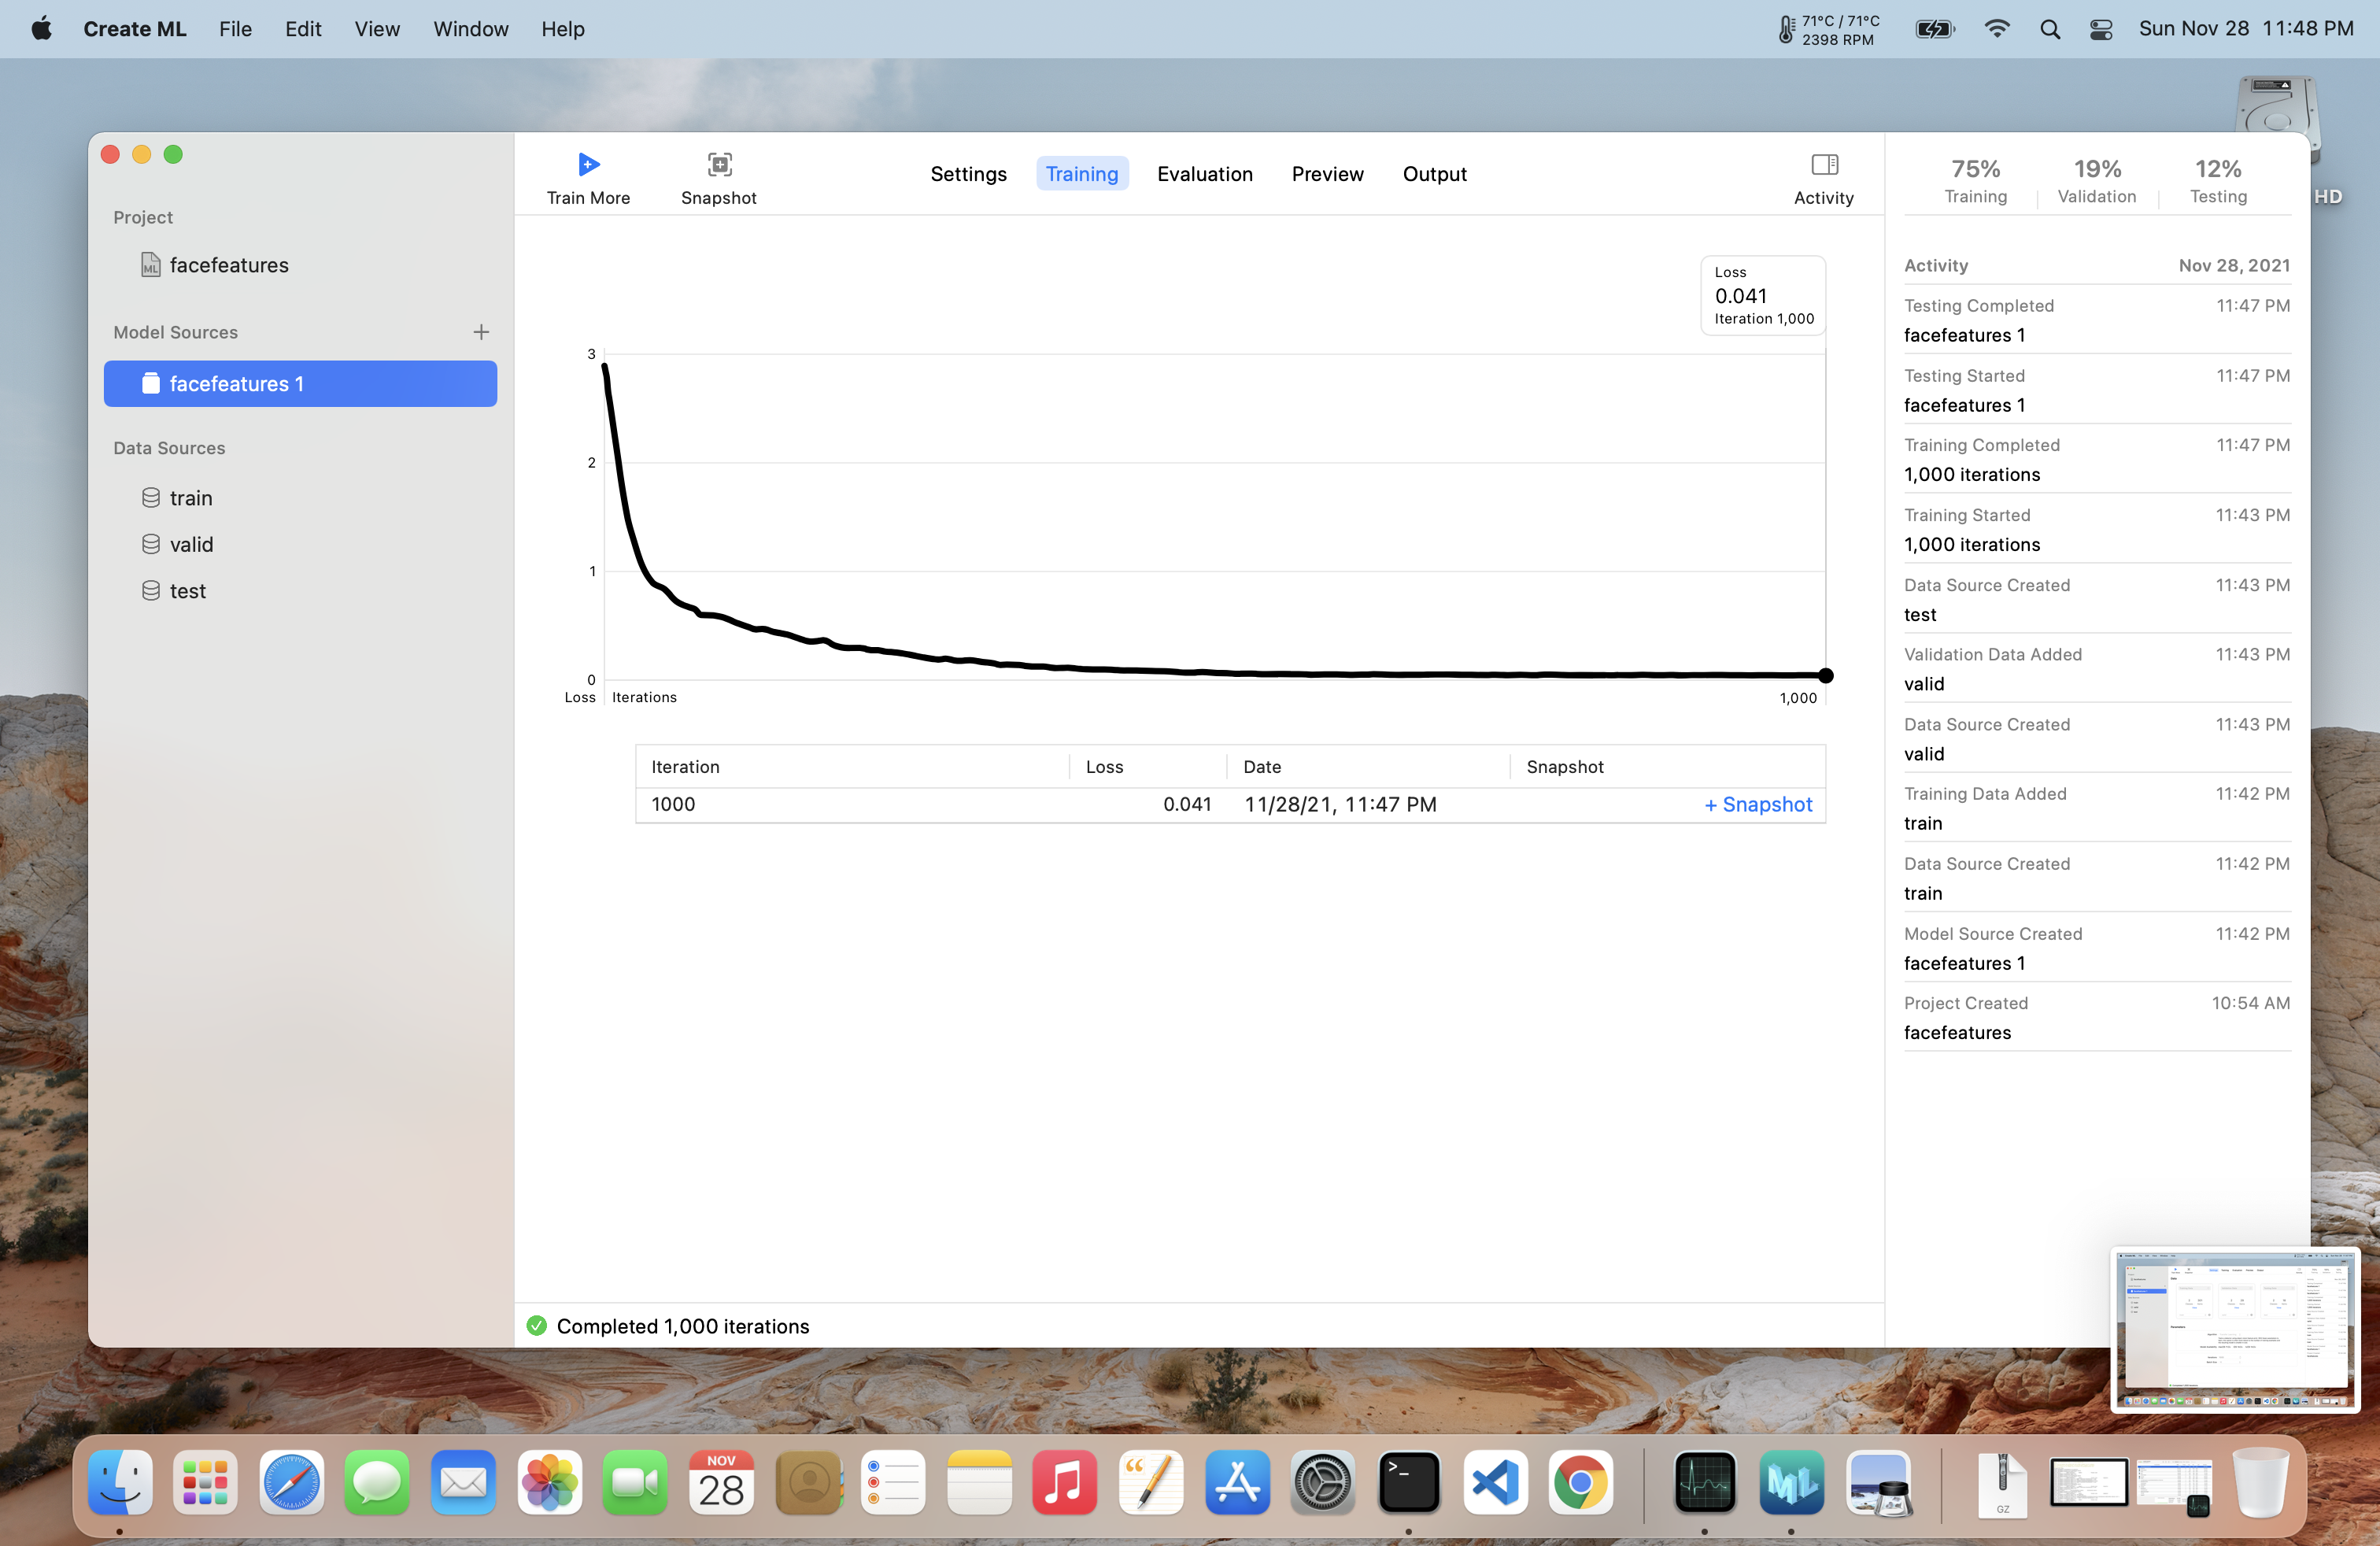 Create ML File Edit View Window Help
71°C / 71°C
2398 RPM
Sun Nov 28 11:48 PM
HD
Project
facefeatures
Model Sources
facefeatures 1
Data Sources
train
valid
test
Train More
Snapshot
Settings Training Evaluation Preview Output
Activity
75% 19% 12%
Training Validation Testing
Loss
0.041
Iteration 1,000
3
2
1
0
Loss Iterations 1,000
Iteration Loss Date Snapshot
1000 0.041 11/28/21, 11:47 PM + Snapshot
Completed 1,000 iterations
Activity Nov 28, 2021
Testing Completed 11:47 PM
facefeatures 1
Testing Started 11:47 PM
facefeatures 1
Training Completed 11:47 PM
1,000 iterations
Training Started 11:43 PM
1,000 iterations
Data Source Created 11:43 PM
test
Validation Data Added 11:43 PM
valid
Data Source Created 11:43 PM
valid
Training Data Added 11:42 PM
train
Data Source Created 11:42 PM
train
Model Source Created 11:42 PM
facefeatures 1
Project Created 10:54 AM
facefeatures
NOV
28
>_
ML
GZ